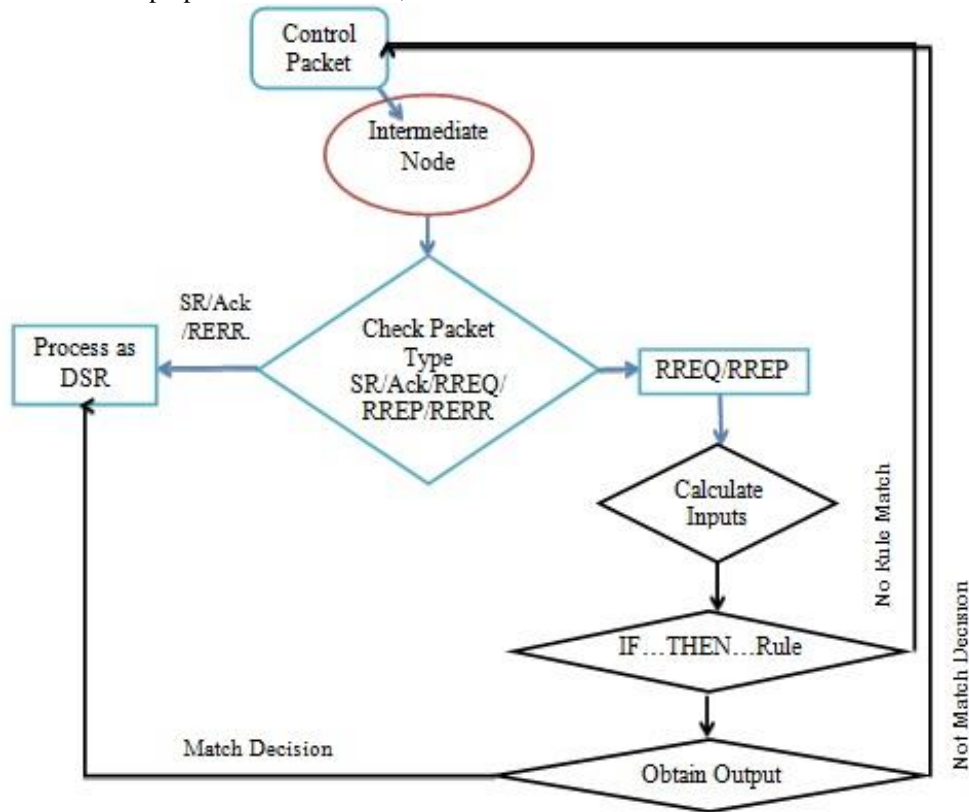 Control
Packet
Intermediate
Node
SR/Ack
/RERR.
Process as
DSR
Check Packet
Type
SR/Ack/RREQ/
RREP/RERR
RREQ/RREP
Calculate
Inputs
No Rule Match
IF…THEN…Rule
Not Match Decision
Match Decision
Obtain Output